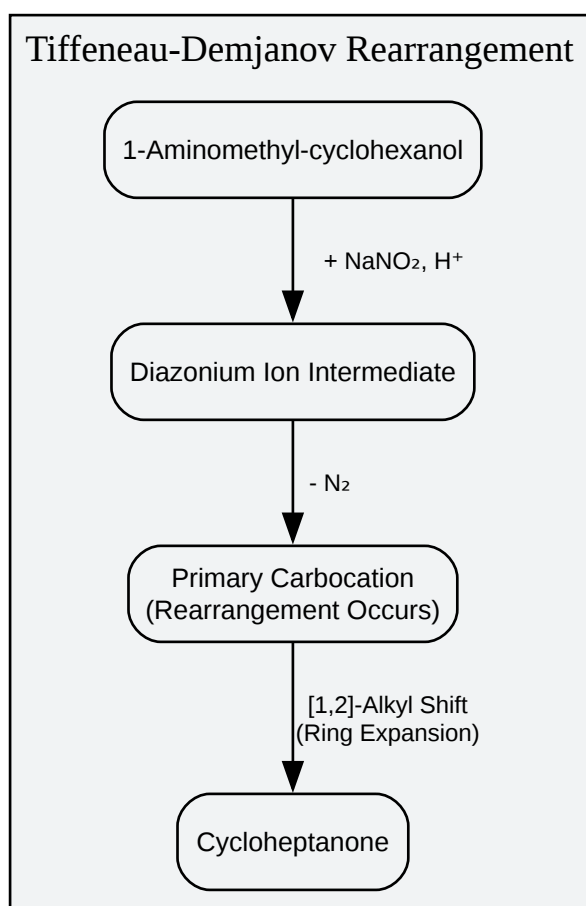 Tiffeneau-Demjanov Rearrangement
1-Aminomethyl-cyclohexanol
+ NaNO₂, H⁺
Diazonium Ion Intermediate
- N₂
Primary Carbocation
(Rearrangement Occurs)
[1,2]-Alkyl Shift
(Ring Expansion)
Cycloheptanone